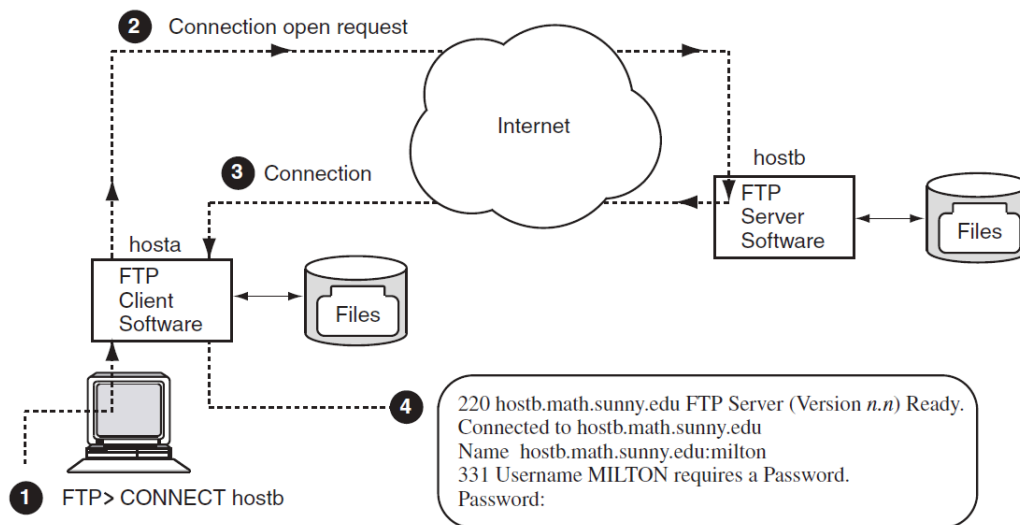 2 Connection open request
Internet
3 Connection
hostb
FTP
Server
Software
Files
hosta
FTP
Client
Software
Files
4
220 hostb.math.sunny.edu FTP Server (Version n.n) Ready.
Connected to hostb.math.sunny.edu
Name hostb.math.sunny.edu:milton
331 Username MILTON requires a Password.
Password:
1 FTP> CONNECT hostb